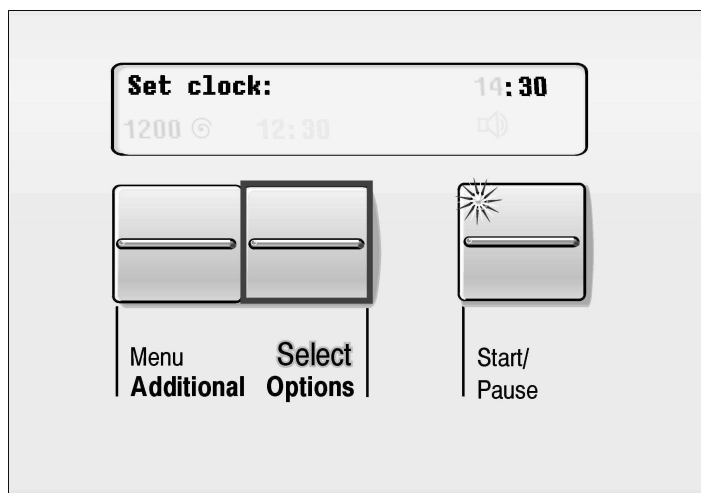 Set clock: 14:30
1200 12:30
Menu Select Start/
Additional Options Pause